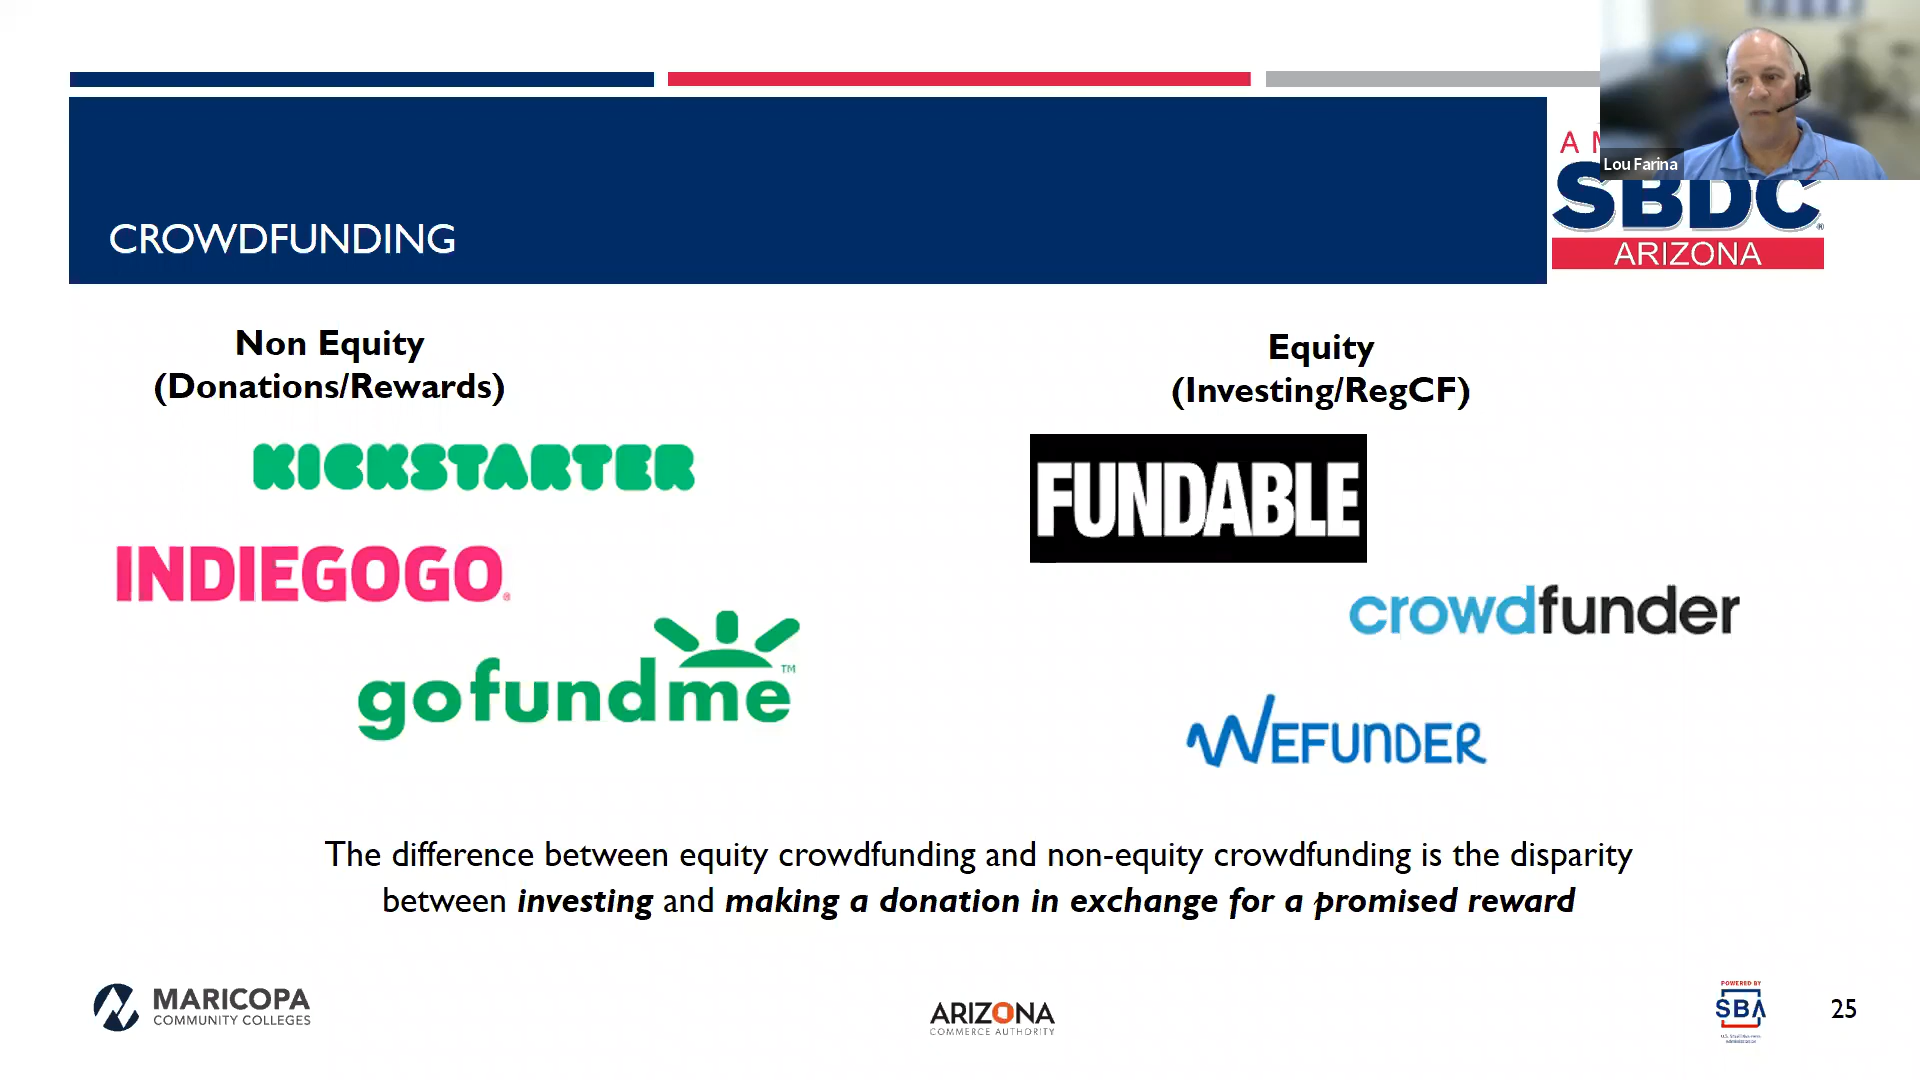 Lou Farina
A
SBDC
ARIZONA
CROWDFUNDING
Non Equity
(Donations/Rewards)
Equity
(Investing/RegCF)
KICKSTARTER
INDIEGOGO®
gofundme™
FUNDABLE
crowdfunder
WEFUNDER
The difference between equity crowdfunding and non-equity crowdfunding is the disparity
between investing and making a donation in exchange for a promised reward
MARICOPA
COMMUNITY COLLEGES
ARIZONA
COMMERCE AUTHORITY
POWERED BY
SBA
25